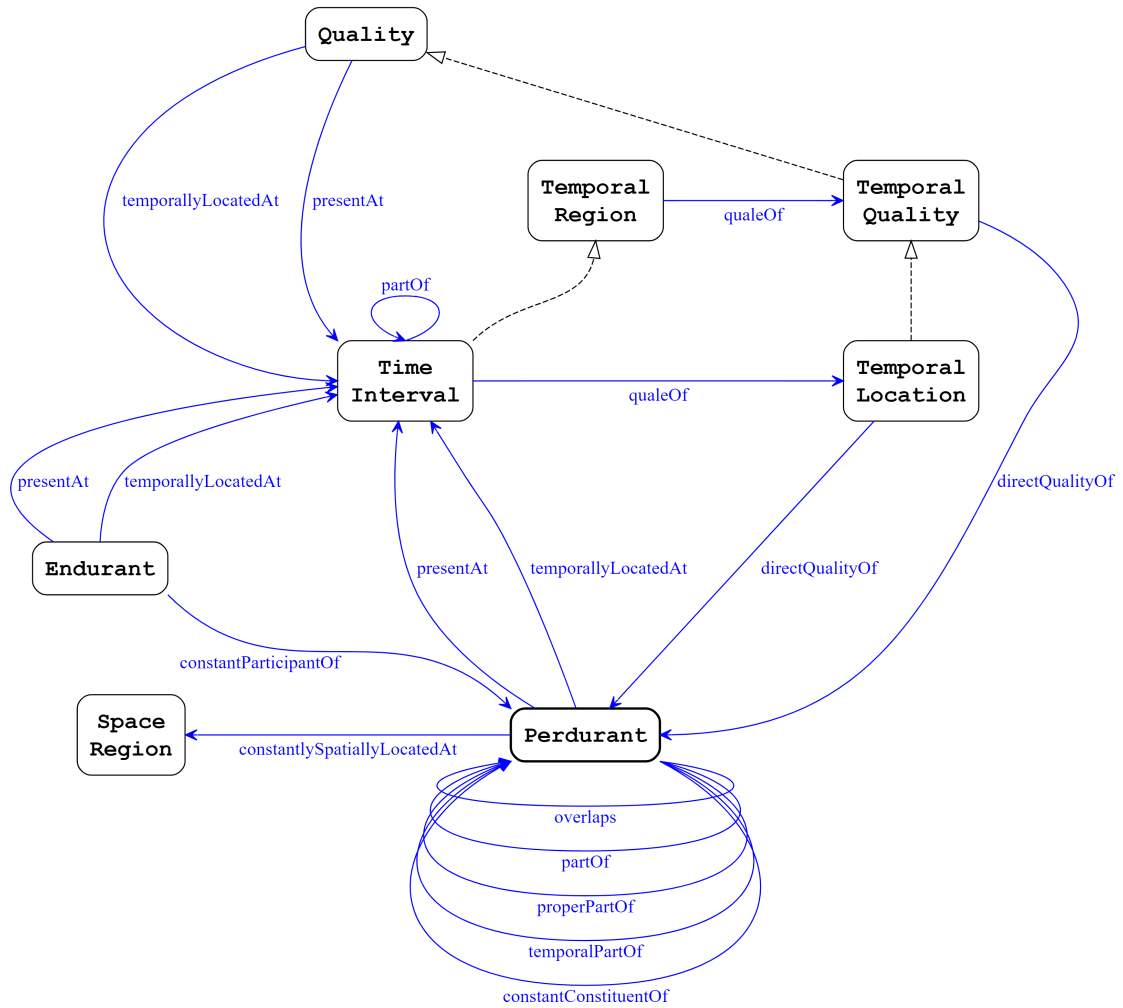 Quality
temporallyLocatedAt
presentAt
Temporal
Region
qualeOf
Temporal
Quality
partOf
Time
Interval
qualeOf
Temporal
Location
presentAt
temporallyLocatedAt
directQualityOf
Endurant
presentAt
temporallyLocatedAt
directQualityOf
constantParticipantOf
Space
Region
constantlySpatiallyLocatedAt
Perdurant
overlaps
partOf
properPartOf
temporalPartOf
constantConstituentOf